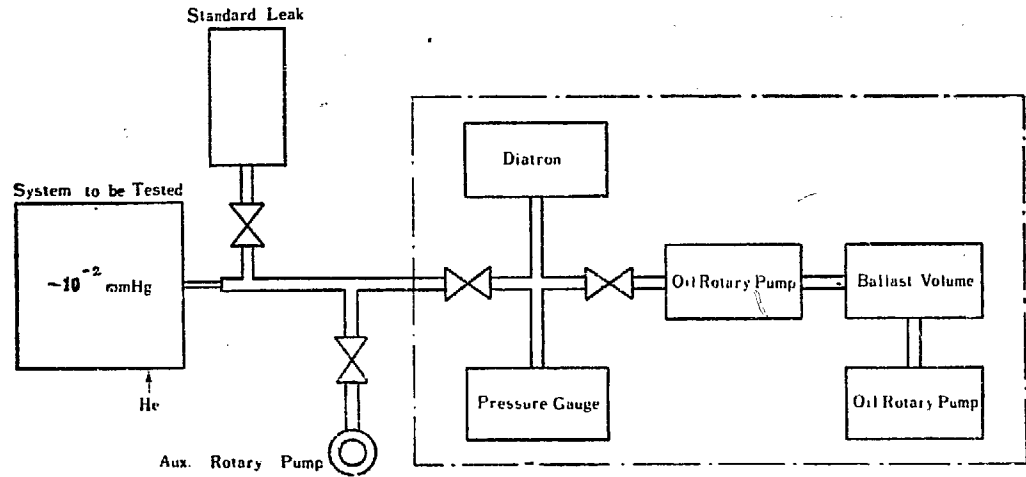 Standard Leak
System to be Tested
~10⁻² mmHg
He
Aux. Rotary Pump
Diatron
Oil Rotary Pump
Ballast Volume
Pressure Gauge
Oil Rotary Pump